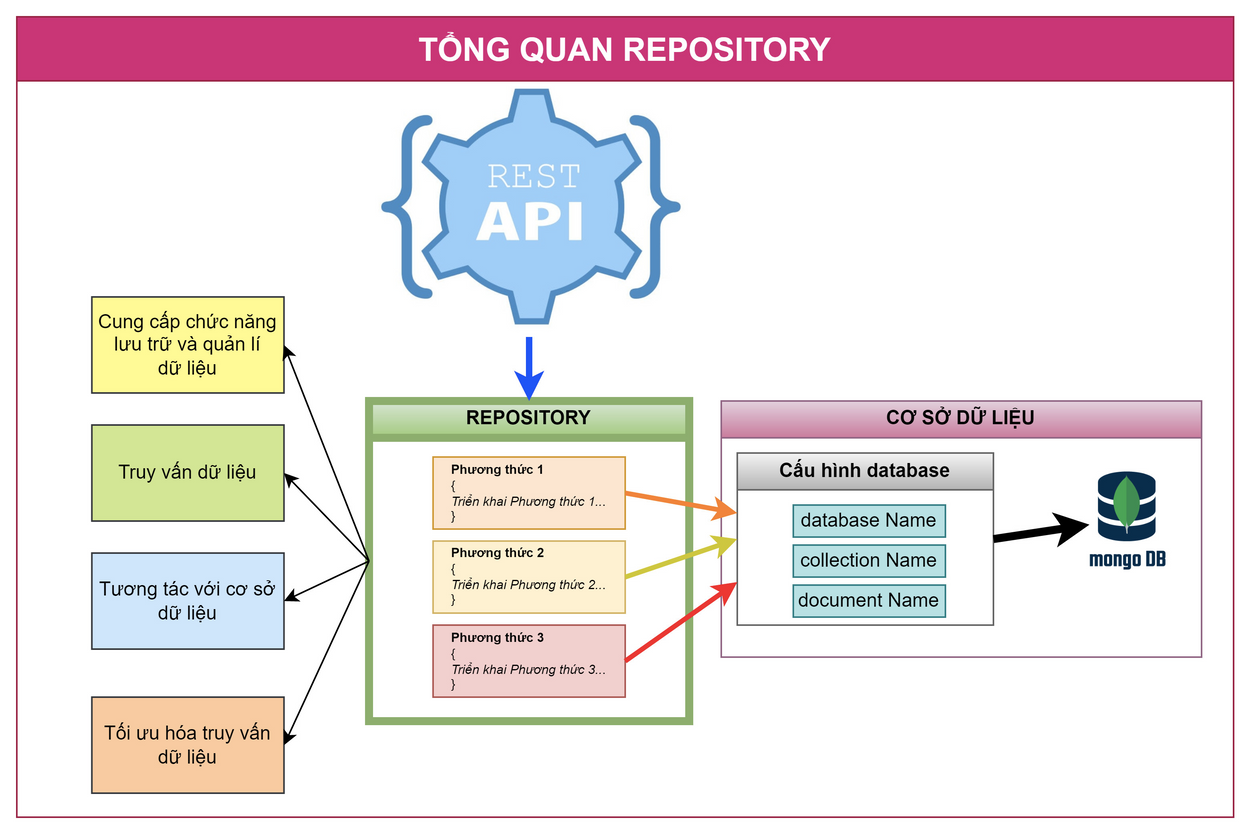 TỔNG QUAN REPOSITORY
REST
API
Cung cấp chức năng
lưu trữ và quản lí
dữ liệu
Truy vấn dữ liệu
Tương tác với cơ sở
dữ liệu
Tối ưu hóa truy vấn
dữ liệu
REPOSITORY
Phương thức 1
{
Triển khai Phương thức 1...
}
Phương thức 2
{
Triển khai Phương thức 2...
}
Phương thức 3
{
Triển khai Phương thức 3...
}
CƠ SỞ DỮ LIỆU
Cấu hình database
database Name
collection Name
document Name
mongo DB